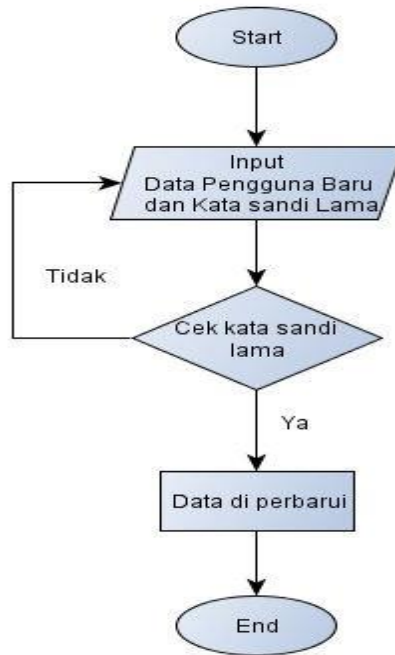 Start
Input
Data Pengguna Baru
dan Kata sandi Lama
Tidak
Cek kata sandi
lama
Ya
Data di perbarui
End